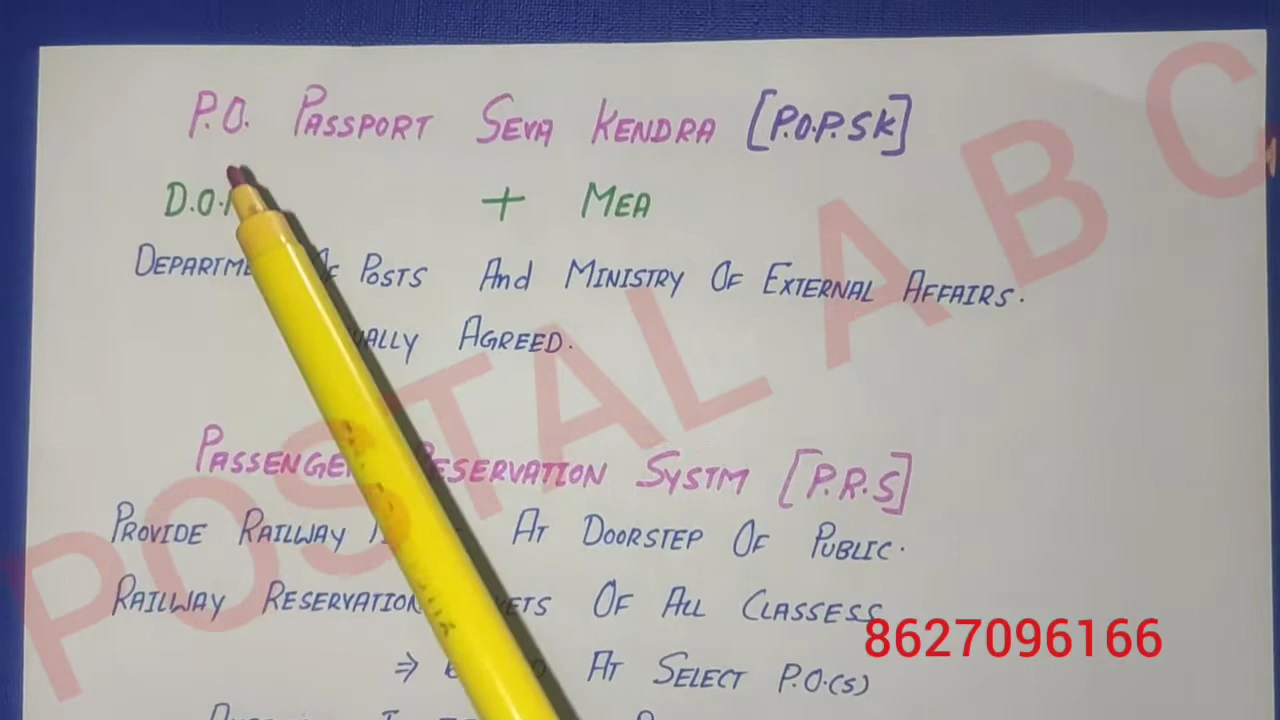 P.O. PASSPORT SEVA KENDRA [P.O.P.SK]
+ MEA
POSTS And MINISTRY OF EXTERNAL AFFAIRS.
AGREED.
SYSTM [P.R.S]
PROVIDE RAILWAY AT DOORSTEP OF PUBLIC.
RAILWAY RESERVATION OF All CLASSESS
⇒ AT SELECT P.O.(S)
POSTAL ABC
8627096166